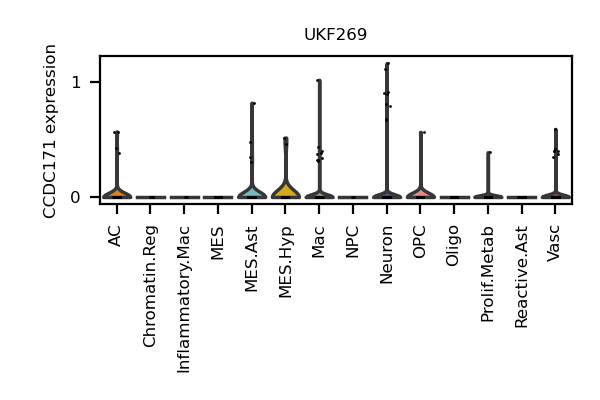 UKF269
CCDC171 expression
1
0
AC
Chromatin.Reg
Inflammatory.Mac
MES
MES.Ast
MES.Hyp
Mac
NPC
Neuron
OPC
Oligo
Prolif.Metab
Reactive.Ast
Vasc